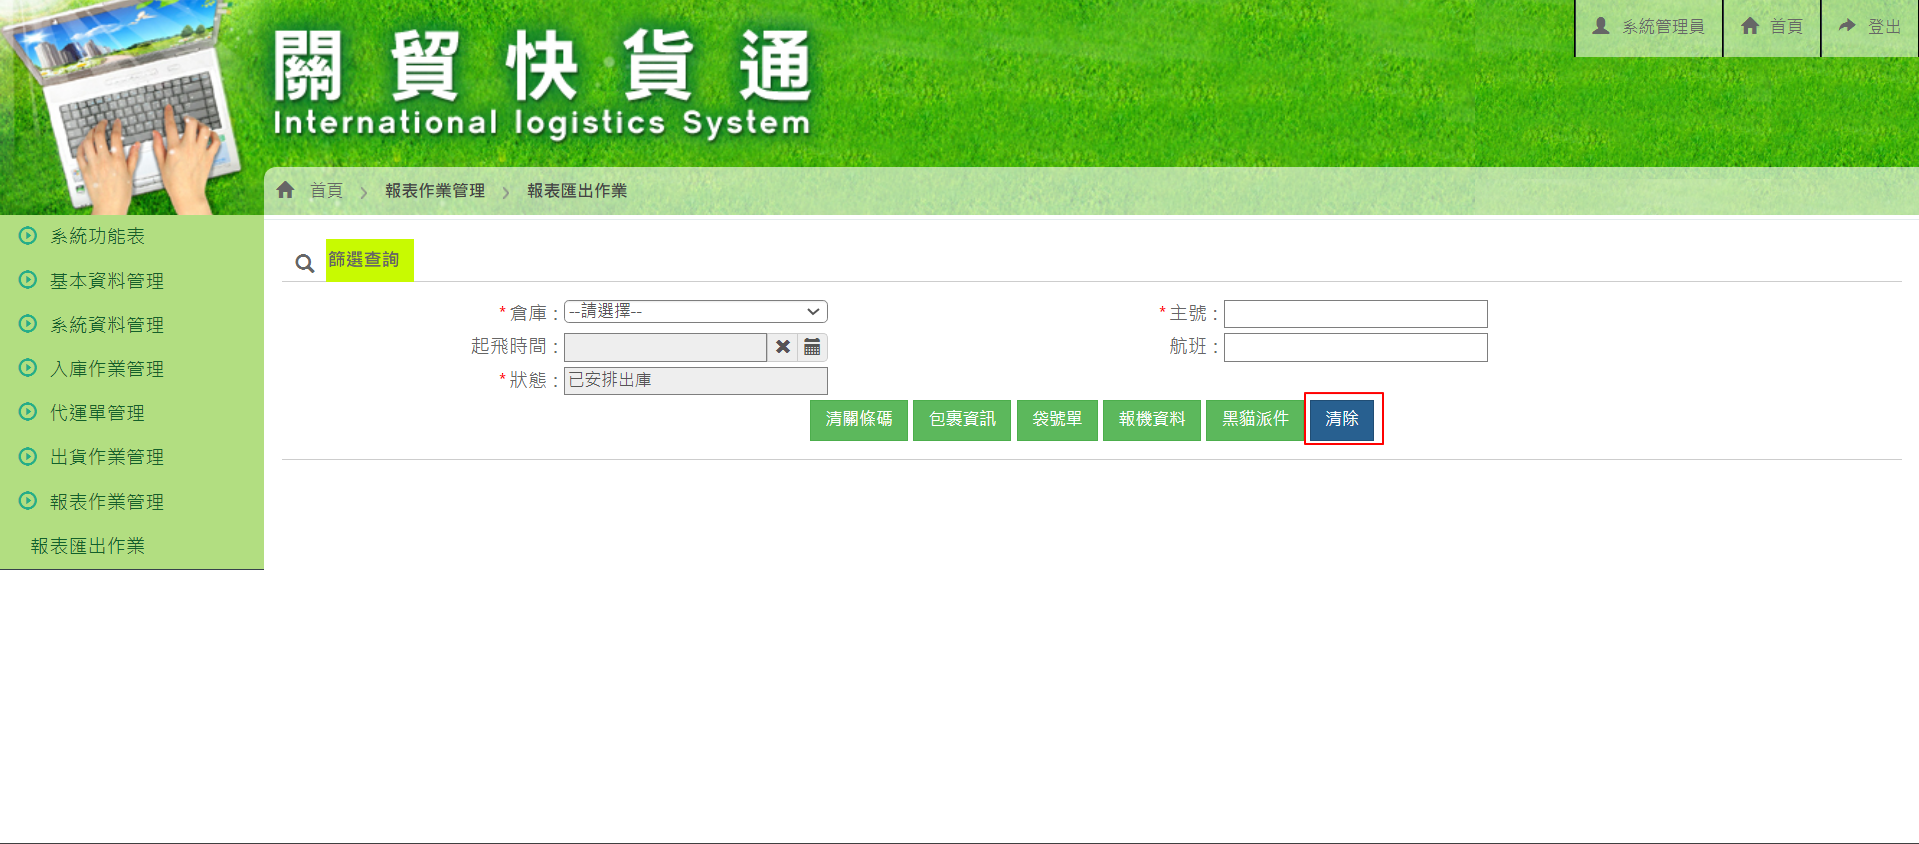 關貿快貨通
International logistics System
系統管理員 首頁 登出
首頁 › 報表作業管理 › 報表匯出作業
系統功能表
基本資料管理
系統資料管理
入庫作業管理
代運單管理
出貨作業管理
報表作業管理
報表匯出作業
篩選查詢
*倉庫 : --請選擇-- *主號 :
起飛時間 : 航班 :
*狀態 : 已安排出庫
清關條碼 包裹資訊 袋號單 報機資料 黑貓派件 清除